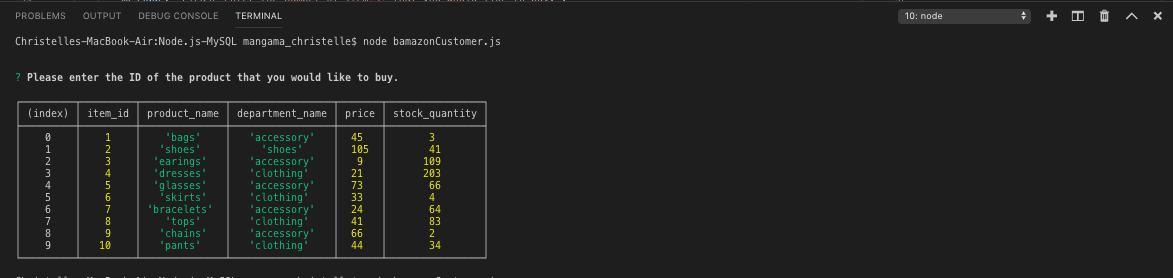 PROBLEMS OUTPUT DEBUG CONSOLE TERMINAL 10: node
Christelles-MacBook-Air:Node.js-MySQL mangama_christelle$ node bamazonCustomer.js
? Please enter the ID of the product that you would like to buy.
(index) item_id product_name department_name price stock_quantity
0 1 'bags' 'accessory' 45 3
1 2 'shoes' 'shoes' 105 41
2 3 'earings' 'accessory' 9 109
3 4 'dresses' 'clothing' 21 203
4 5 'glasses' 'accessory' 73 66
5 6 'skirts' 'clothing' 33 4
6 7 'bracelets' 'accessory' 24 64
7 8 'tops' 'clothing' 41 83
8 9 'chains' 'accessory' 66 2
9 10 'pants' 'clothing' 44 34